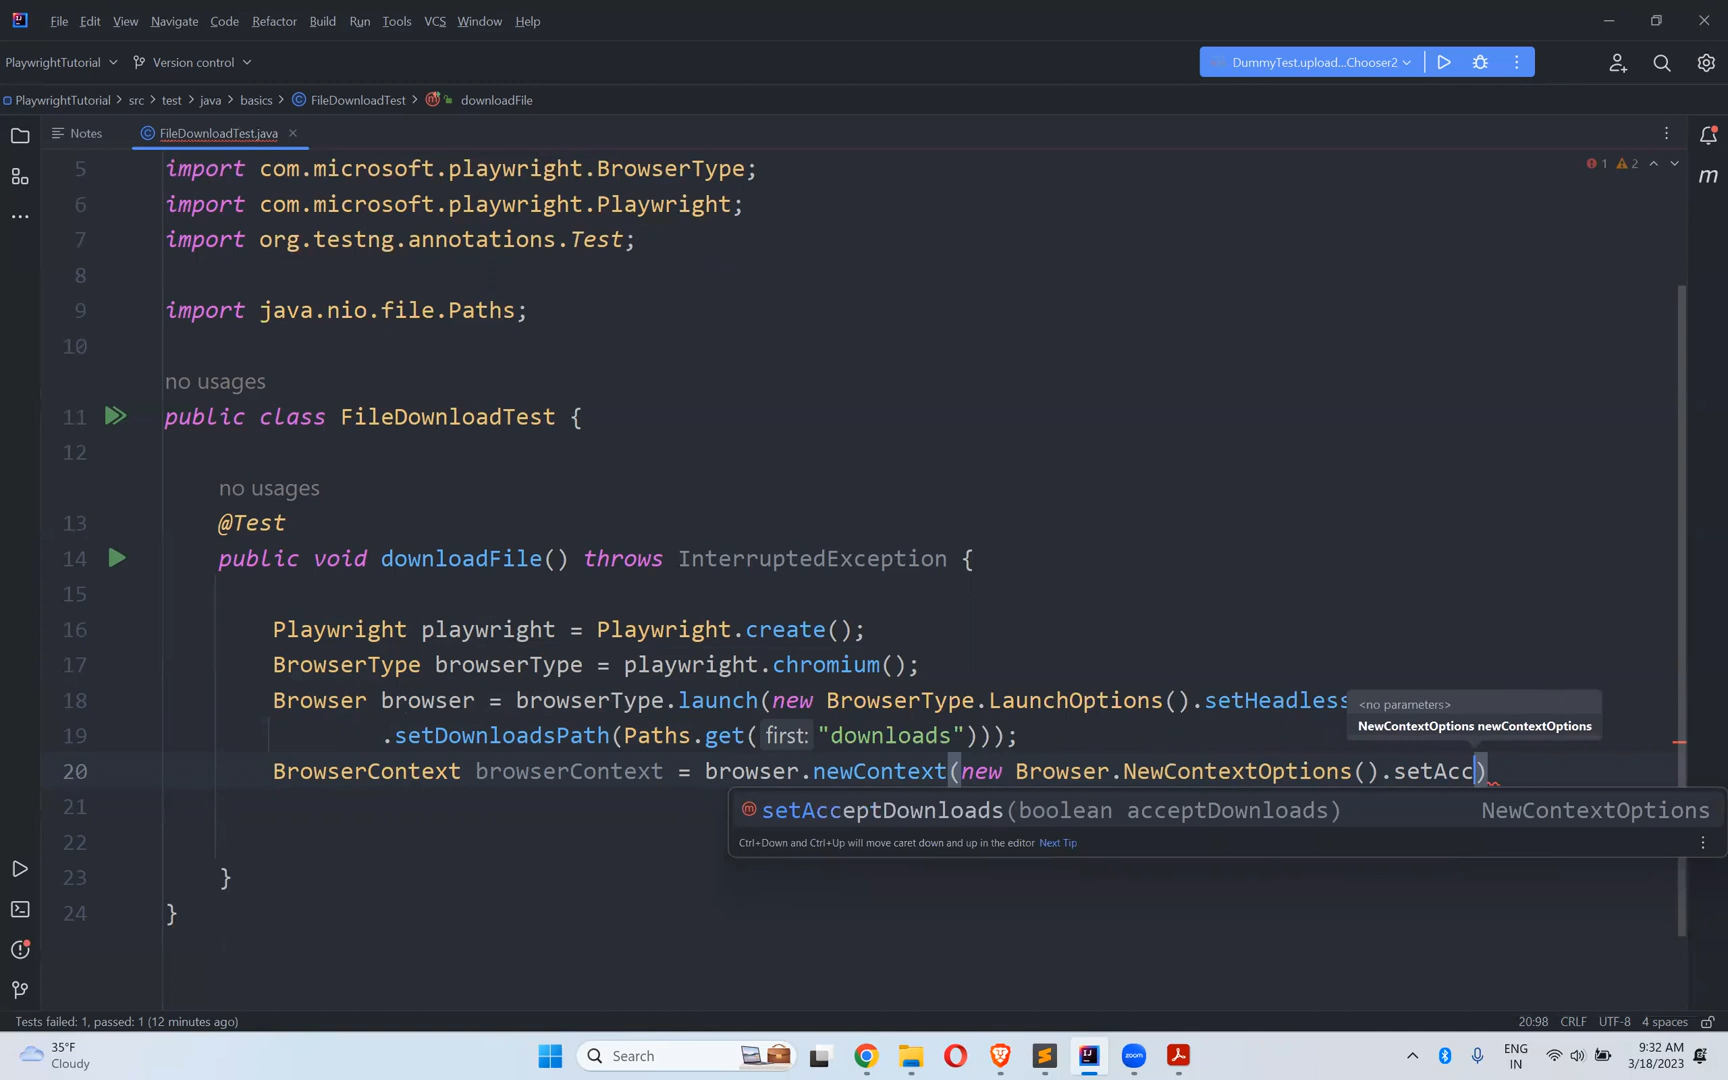 File Edit View Navigate Code Refactor Build Run Tools VCS Window Help
PlaywrightTutorial Version control DummyTest.upload...Chooser2
PlaywrightTutorial src test java basics FileDownloadTest downloadFile
Notes FileDownloadTest.java
1 2
5 import com.microsoft.playwright.BrowserType;
6 import com.microsoft.playwright.Playwright;
7 import org.testng.annotations.Test;
8
9 import java.nio.file.Paths;
10
no usages
11 public class FileDownloadTest {
12
no usages
13 @Test
14 public void downloadFile() throws InterruptedException {
15
16 Playwright playwright = Playwright.create();
17 BrowserType browserType = playwright.chromium();
18 Browser browser = browserType.launch(new BrowserType.LaunchOptions().setHeadless
<no parameters>
NewContextOptions newContextOptions
19 .setDownloadsPath(Paths.get( first: "downloads")));
20 BrowserContext browserContext = browser.newContext(new Browser.NewContextOptions().setAcc)
21
setAcceptDownloads(boolean acceptDownloads) NewContextOptions
22
Ctrl+Down and Ctrl+Up will move caret down and up in the editor Next Tip
23 }
24 }
Tests failed: 1, passed: 1 (12 minutes ago) 20:98 CRLF UTF-8 4 spaces
35°F
Cloudy
Search
zoom
ENG
IN
9:32 AM
3/18/2023